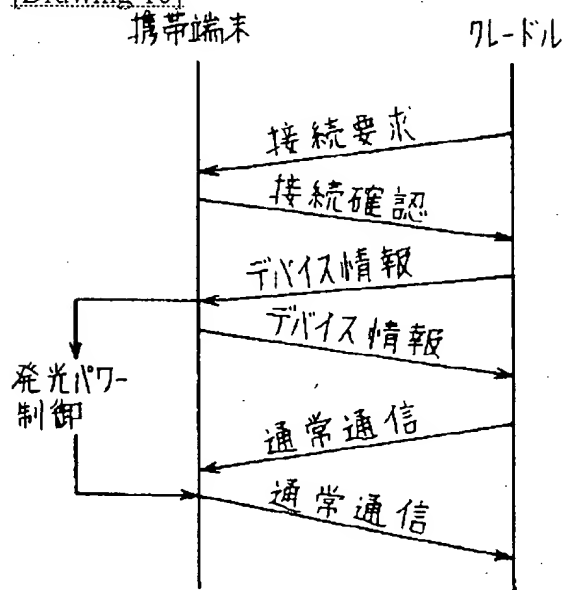 [Drawing 10]
携帯端末
クレードル
接続要求
接続確認
デバイス情報
デバイス情報
発光パワー
制御
通常通信
通常通信